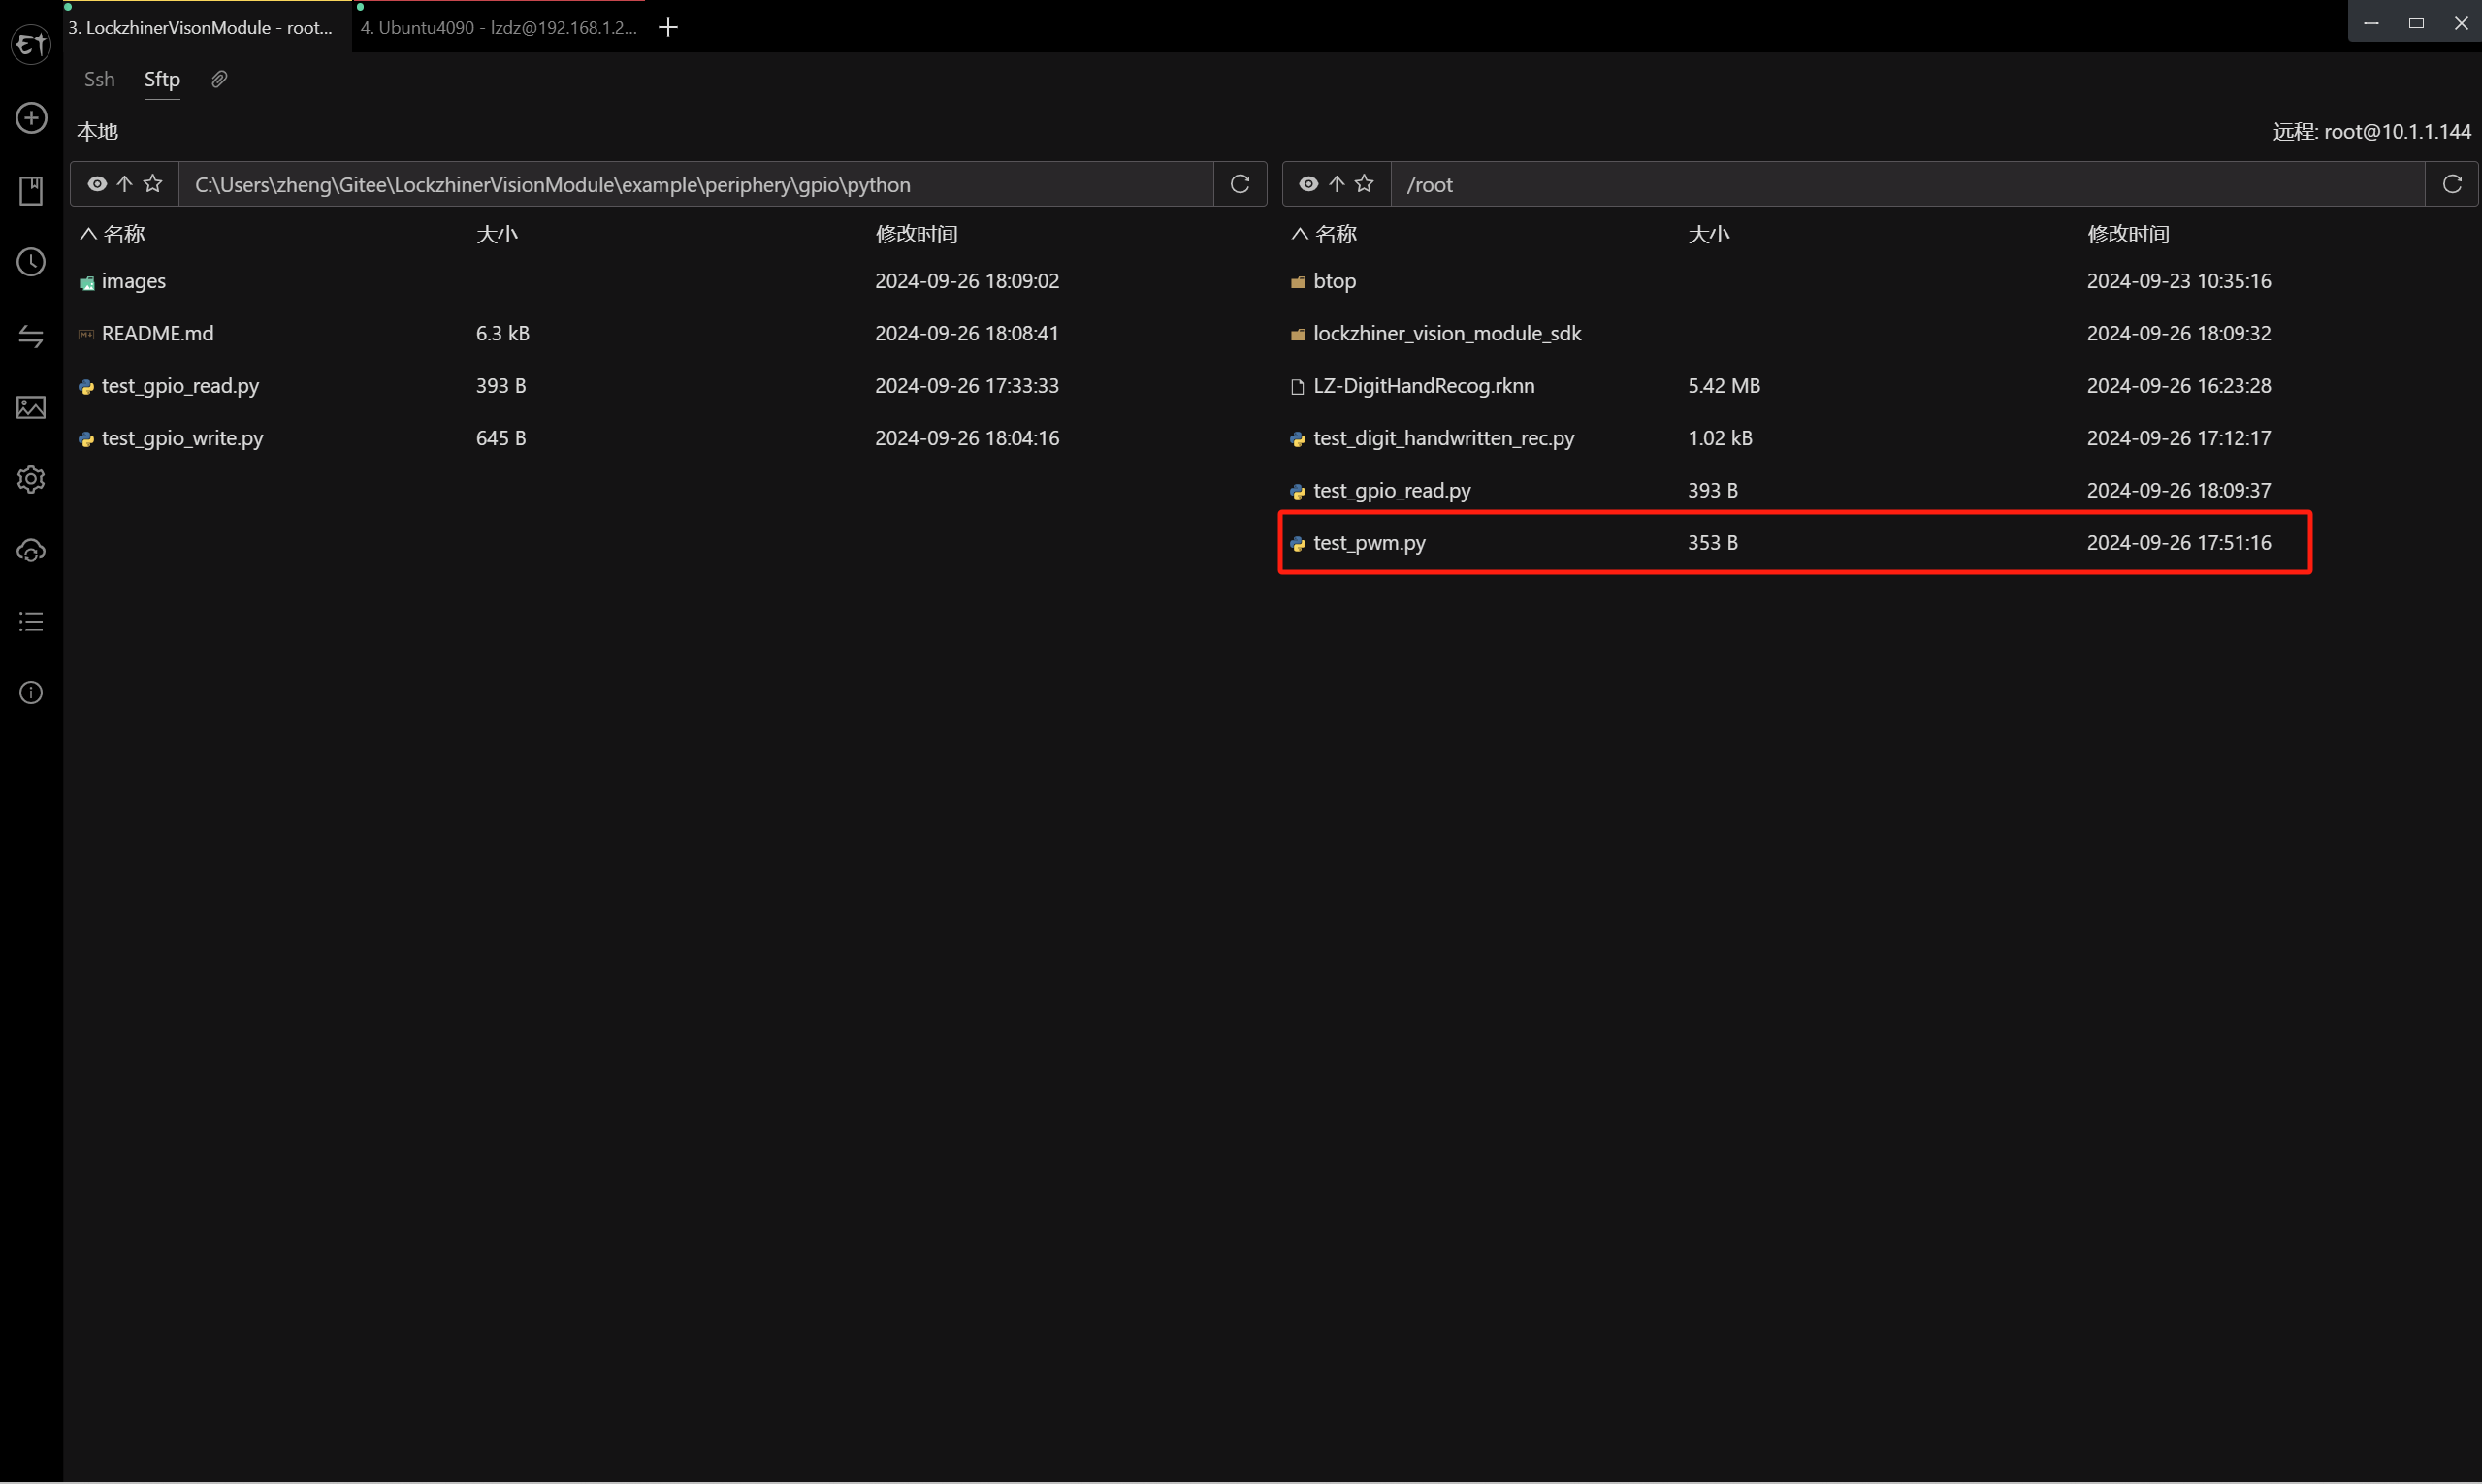 3. LockzhinerVisonModule - root...
4. Ubuntu4090 - lzdz@192.168.1.2...
Ssh Sftp
本地
远程: root@10.1.1.144
C:\Users\zheng\Gitee\LockzhinerVisionModule\example\periphery\gpio\python
/root
名称 大小 修改时间
images 2024-09-26 18:09:02
README.md 6.3 kB 2024-09-26 18:08:41
test_gpio_read.py 393 B 2024-09-26 17:33:33
test_gpio_write.py 645 B 2024-09-26 18:04:16
名称 大小 修改时间
btop 2024-09-23 10:35:16
lockzhiner_vision_module_sdk 2024-09-26 18:09:32
LZ-DigitHandRecog.rknn 5.42 MB 2024-09-26 16:23:28
test_digit_handwritten_rec.py 1.02 kB 2024-09-26 17:12:17
test_gpio_read.py 393 B 2024-09-26 18:09:37
test_pwm.py 353 B 2024-09-26 17:51:16